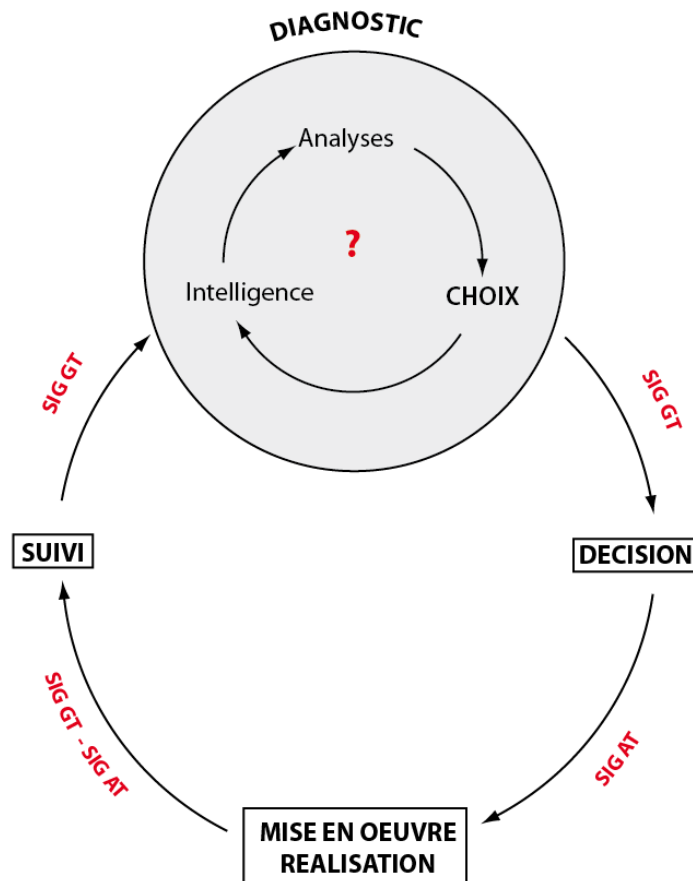 DIAGNOSTIC
Analyses
?
Intelligence
CHOIX
SIG GT
SIG GT
SUIVI
DECISION
SIG GT - SIG AT
SIG AT
MISE EN OEUVRE
REALISATION